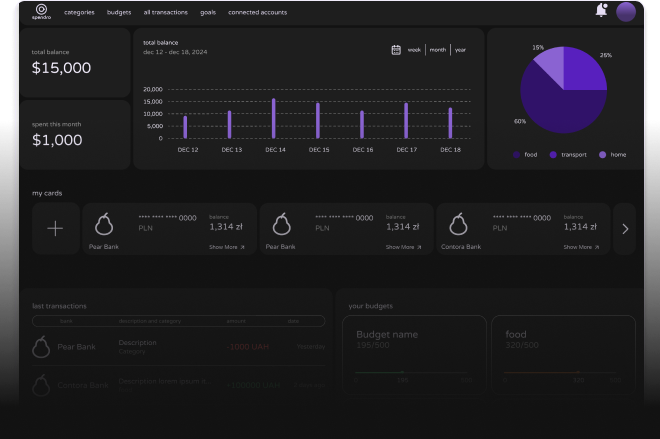 spendro
categories budgets all transactions goals connected accounts
total balance
$15,000
spent this month
$1,000
total balance
dec 12 - dec 18, 2024
week month year
20,000
15,000
10,000
5,000
0
DEC 12 DEC 13 DEC 14 DEC 15 DEC 16 DEC 17 DEC 18
15%
25%
60%
food transport home
my cards
**** **** **** 0000
PLN
balance
1,314 zł
Pear Bank
Show More
**** **** **** 0000
PLN
balance
1,314 zł
Pear Bank
Show More
**** **** **** 0000
PLN
balance
1,314 zł
Contora Bank
Show More
last transactions
bank description and category amount date
Pear Bank
Description
Category
-1000 UAH
Yesterday
Contora Bank
Description lorem ipsum
your budgets
Budget name
195/500
0 195 500
food
320/500
0 320 500